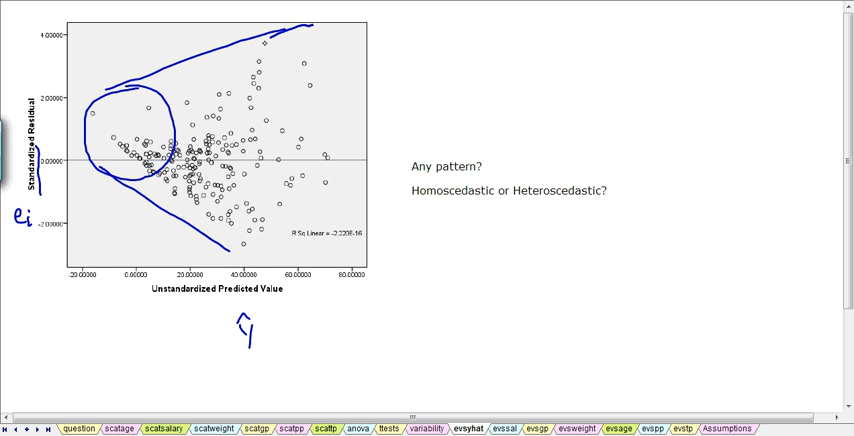 4.00000
2.00000
0.00000
-2.00000
Standardized Residual
ei
R Sq Linear = -2.220E-16
-20.00000 0.00000 20.00000 40.00000 60.00000 80.00000
Unstandardized Predicted Value
ŷ
Any pattern?
Homoscedastic or Heteroscedastic?
question scatage scatsalary scatweight scatgp scatpp scattp anova ttests variability evsyhat evssal evsgp evsweight evsage evspp evstp Assumptions